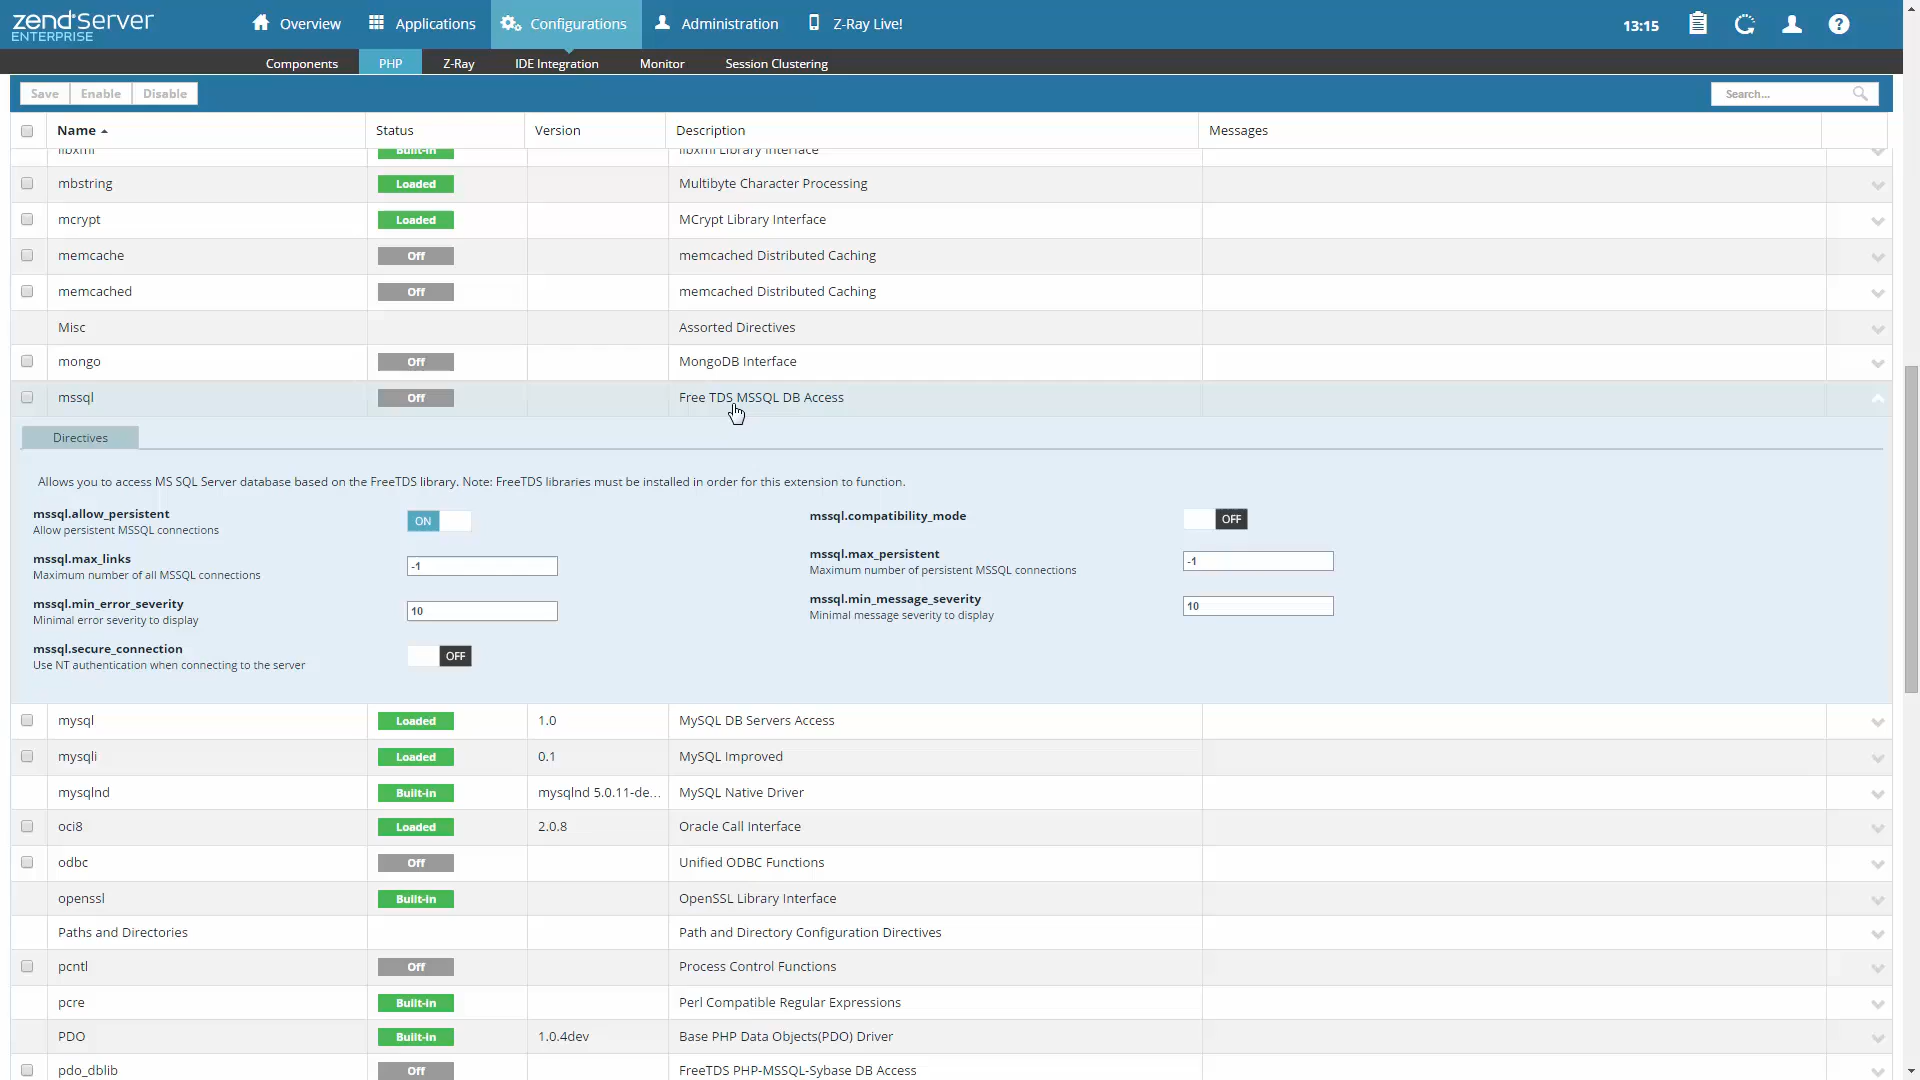 zend Server
ENTERPRISE
Overview
Applications
Configurations
Administration
Z-Ray Live!
13:15
Components
PHP
Z-Ray
IDE Integration
Monitor
Session Clustering
Save
Enable
Disable
Search...
Name Status Version Description Messages
libxml Built-in libxml Library Interface
mbstring Loaded Multibyte Character Processing
mcrypt Loaded MCrypt Library Interface
memcache Off memcached Distributed Caching
memcached Off memcached Distributed Caching
Misc Assorted Directives
mongo Off MongoDB Interface
mssql Off Free TDS MSSQL DB Access
Directives
Allows you to access MS SQL Server database based on the FreeTDS library. Note: FreeTDS libraries must be installed in order for this extension to function.
mssql.allow_persistent ON
Allow persistent MSSQL connections
mssql.compatibility_mode OFF
mssql.max_links -1
Maximum number of all MSSQL connections
mssql.max_persistent -1
Maximum number of persistent MSSQL connections
mssql.min_error_severity 10
Minimal error severity to display
mssql.min_message_severity 10
Minimal message severity to display
mssql.secure_connection OFF
Use NT authentication when connecting to the server
mysql Loaded 1.0 MySQL DB Servers Access
mysqli Loaded 0.1 MySQL Improved
mysqlnd Built-in mysqlnd 5.0.11-de... MySQL Native Driver
oci8 Loaded 2.0.8 Oracle Call Interface
odbc Off Unified ODBC Functions
openssl Built-in OpenSSL Library Interface
Paths and Directories Path and Directory Configuration Directives
pcntl Off Process Control Functions
pcre Built-in Perl Compatible Regular Expressions
PDO Built-in 1.0.4dev Base PHP Data Objects(PDO) Driver
pdo_dblib Off FreeTDS PHP-MSSQL-Sybase DB Access